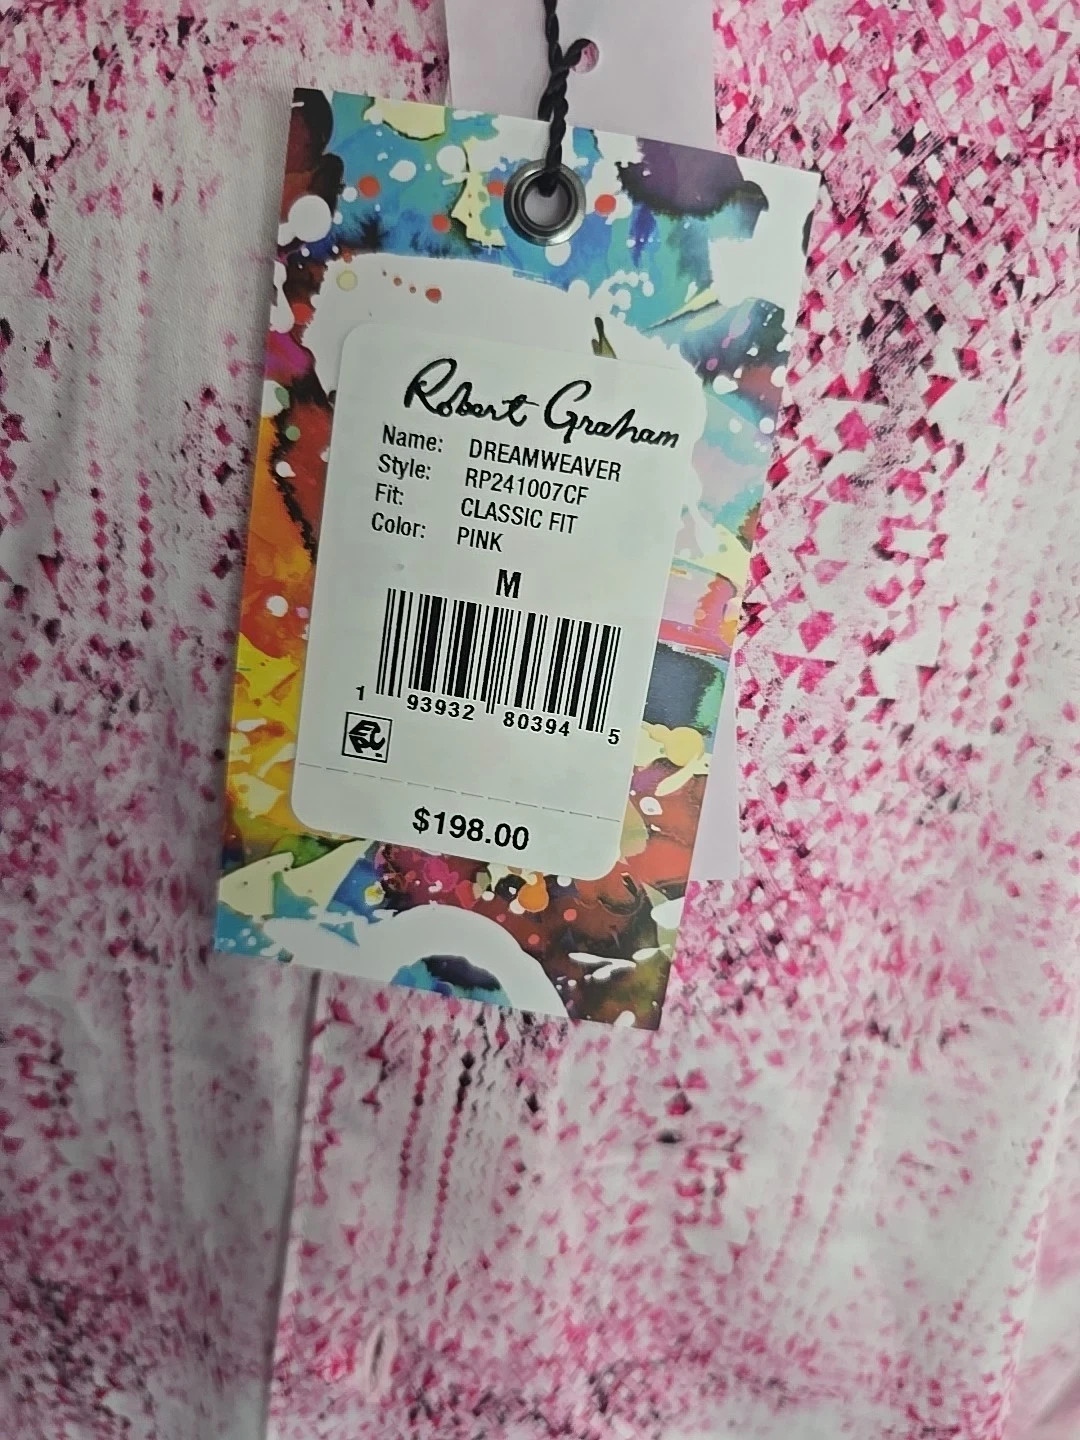 Robert Graham
Name: DREAMWEAVER
Style: RP241007CF
Fit: CLASSIC FIT
Color: PINK
M
1 93932 80394 5
$198.00